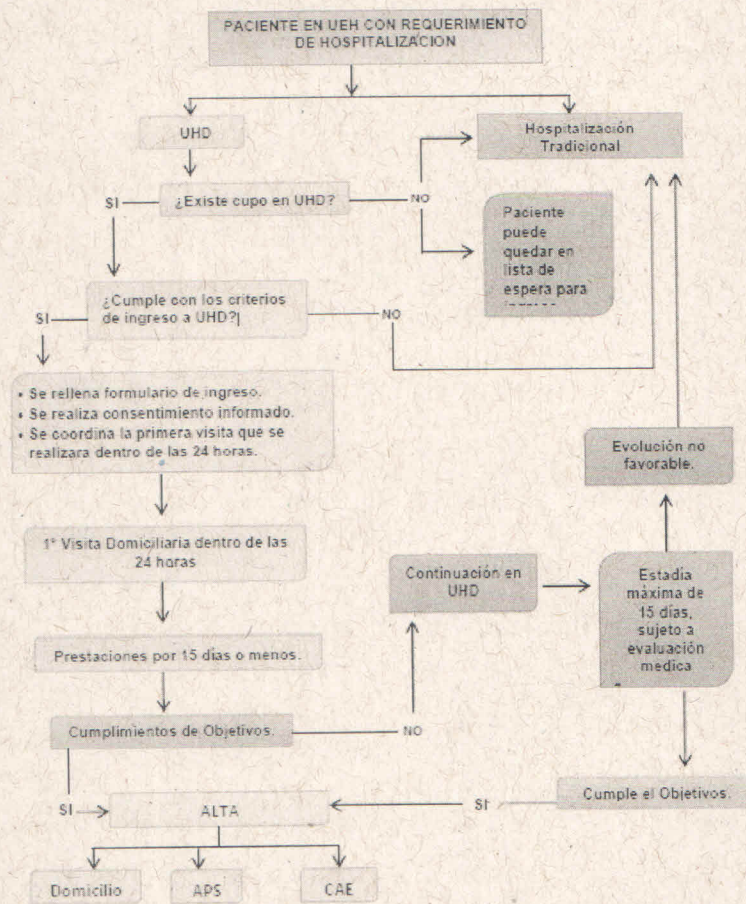 PACIENTE EN UEH CON REQUERIMIENTO
DE HOSPITALIZACION
UHD
Hospitalización
Tradicional
SI
¿Existe cupo en UHD?
NO
Paciente
puede
quedar en
lista de
espera para
¿Cumple con los criterios
de ingreso a UHD?
SI
NO
• Se rellena formulario de ingreso.
• Se realiza consentimiento informado.
• Se coordina la primera visita que se
realizara dentro de las 24 horas.
Evolución no
favorable.
1° Visita Domiciliaria dentro de las
24 horas
Continuación en
UHD
Estadía
máxima de
15 días,
sujeto a
evaluación
medica
Prestaciones por 15 días o menos.
Cumplimientos de Objetivos.
NO
Cumple el Objetivos.
SI
ALTA
SI
Domicilio
APS
CAE